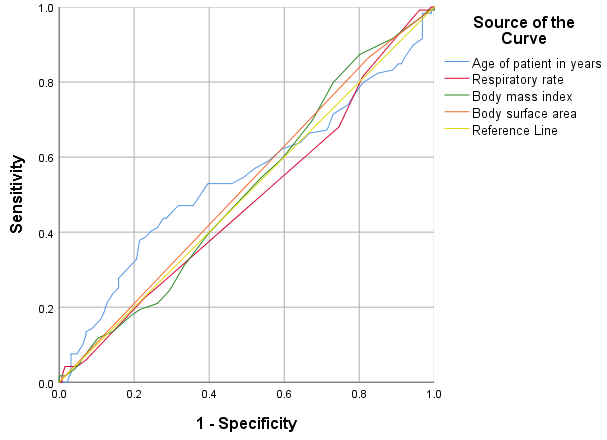 Source of the
Curve
Age of patient in years
Respiratory rate
Body mass index
Body surface area
Reference Line
Sensitivity
1.0
0.8
0.6
0.4
0.2
0.0
0.0 0.2 0.4 0.6 0.8 1.0
1 - Specificity